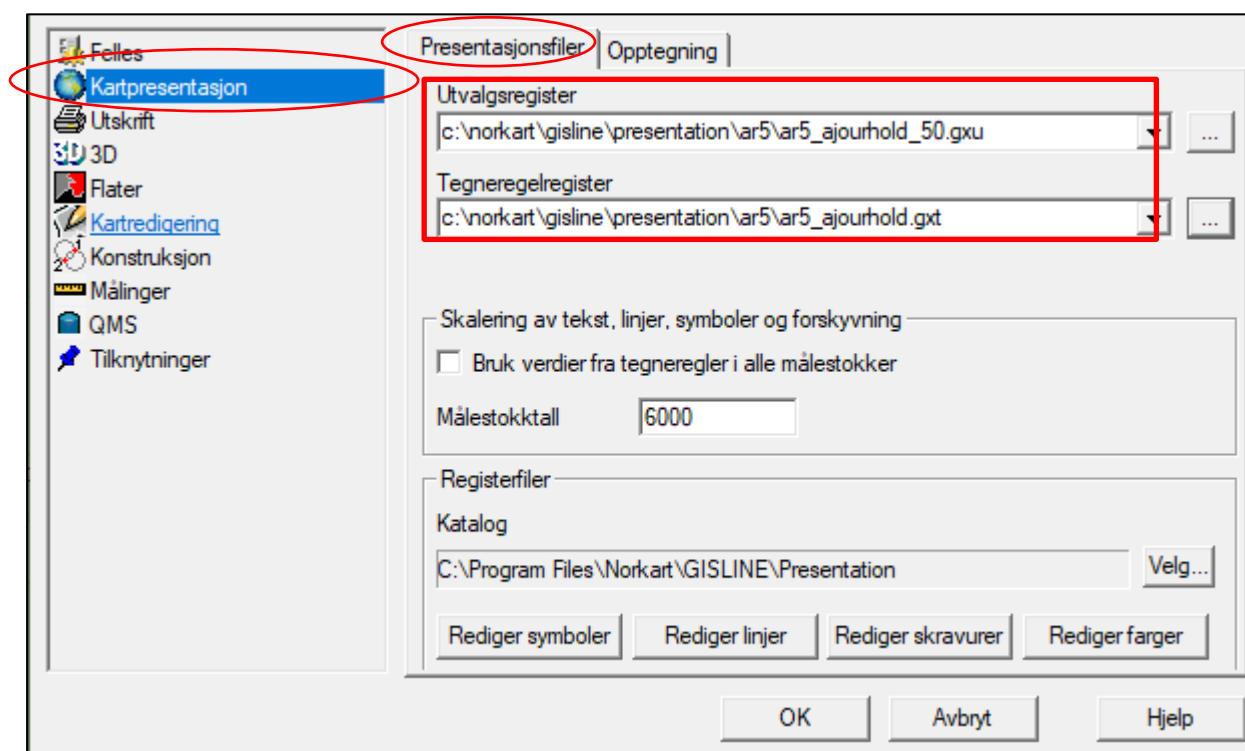 Felles
Kartpresentasjon
Utskrift
3D
Flater
Kartredigering
Konstruksjon
Målinger
QMS
Tilknytninger
Presentasjonsfiler
Opptegning
Utvalgsregister
c:\norkart\gisline\presentation\ar5\ar5_ajourhold_50.gxu
...
Tegneregelregister
c:\norkart\gisline\presentation\ar5\ar5_ajourhold.gxt
...
Skalering av tekst, linjer, symboler og forskyvning
Bruk verdier fra tegneregler i alle målestokker
Målestokktall
6000
Registerfiler
Katalog
C:\Program Files\Norkart\GISLINE\Presentation
Velg...
Rediger symboler
Rediger linjer
Rediger skravurer
Rediger farger
OK
Avbryt
Hjelp